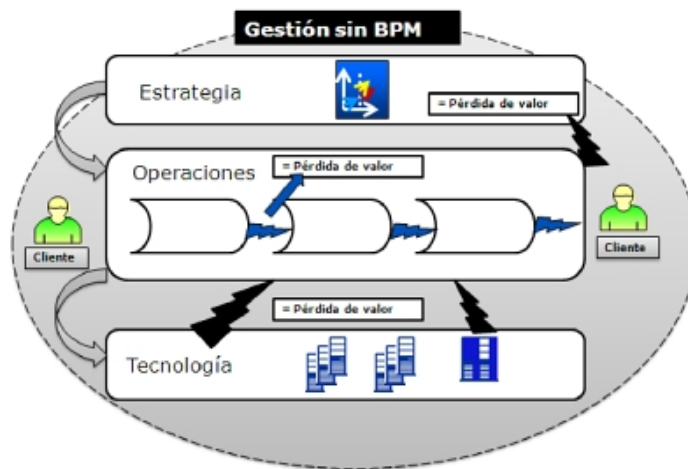 Gestión sin BPM
Estrategia
= Pérdida de valor
Operaciones
= Pérdida de valor
Cliente
Cliente
= Pérdida de valor
Tecnología